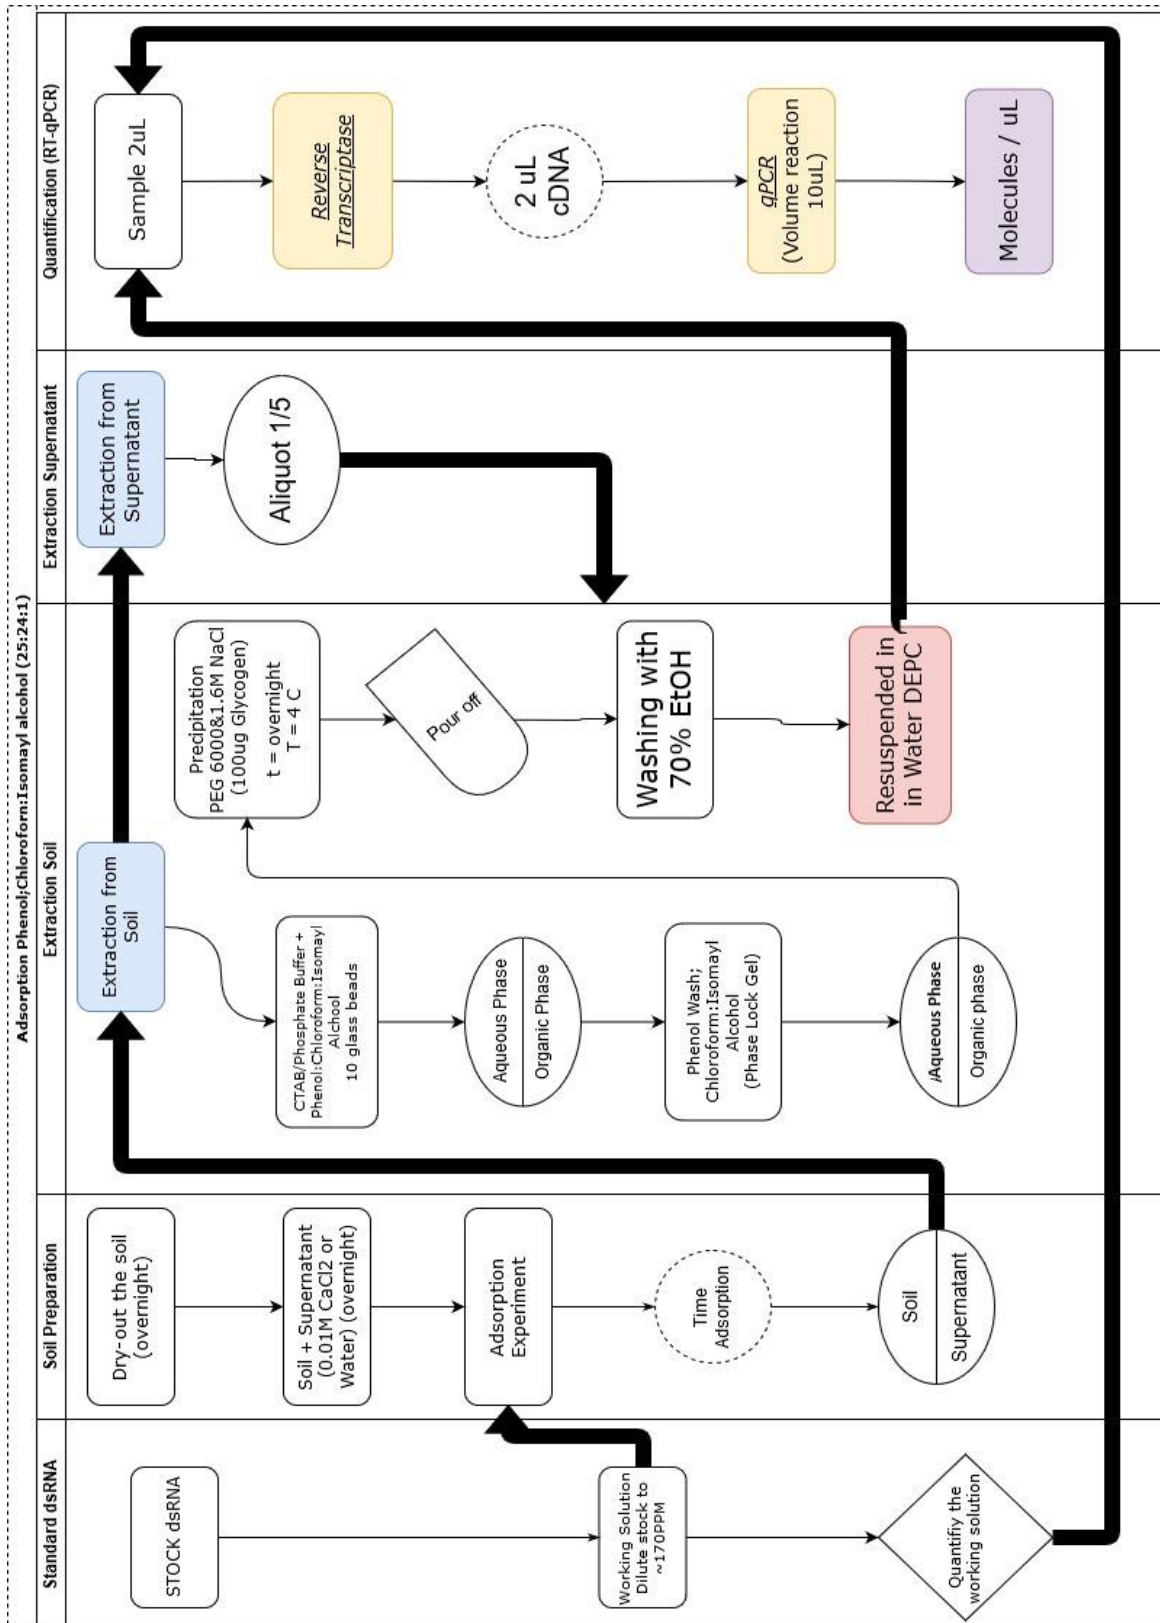 Adsorption Phenol;Chloroform:Isomayl alcohol (25:24:1)
Standard dsRNA
STOCK dsRNA
Working Solution
Dilute stock to
~170PPM
Quantifiy the
working solution
Soil Preparation
Dry-out the soil
(overnight)
Soil + Supernatant
(0.01M CaCl2 or
Water) (overnight)
Adsorption
Experiment
Time
Adsorption
Soil
Supernatant
Extraction Soil
Extraction from
Soil
CTAB/Phosphate Buffer +
Phenol:Chloroform:Isomayl
Alchool
10 glass beads
Aqueous Phase
Organic Phase
Phenol Wash;
Chloroform:Isomayl
Alcohol
(Phase Lock Gel)
Aqueous Phase
Organic phase
Precipitation
PEG 6000&1.6M NaCl
(100ug Glycogen)
t = overnight
T = 4 C
Pour off
Washing with
70% EtOH
Resuspended in
in Water DEPC
Extraction Supernatant
Extraction from
Supernatant
Aliquot 1/5
Quantification (RT-qPCR)
Sample 2uL
Reverse
Transcriptase
2 uL
cDNA
qPCR
(Volume reaction
10uL)
Molecules / uL